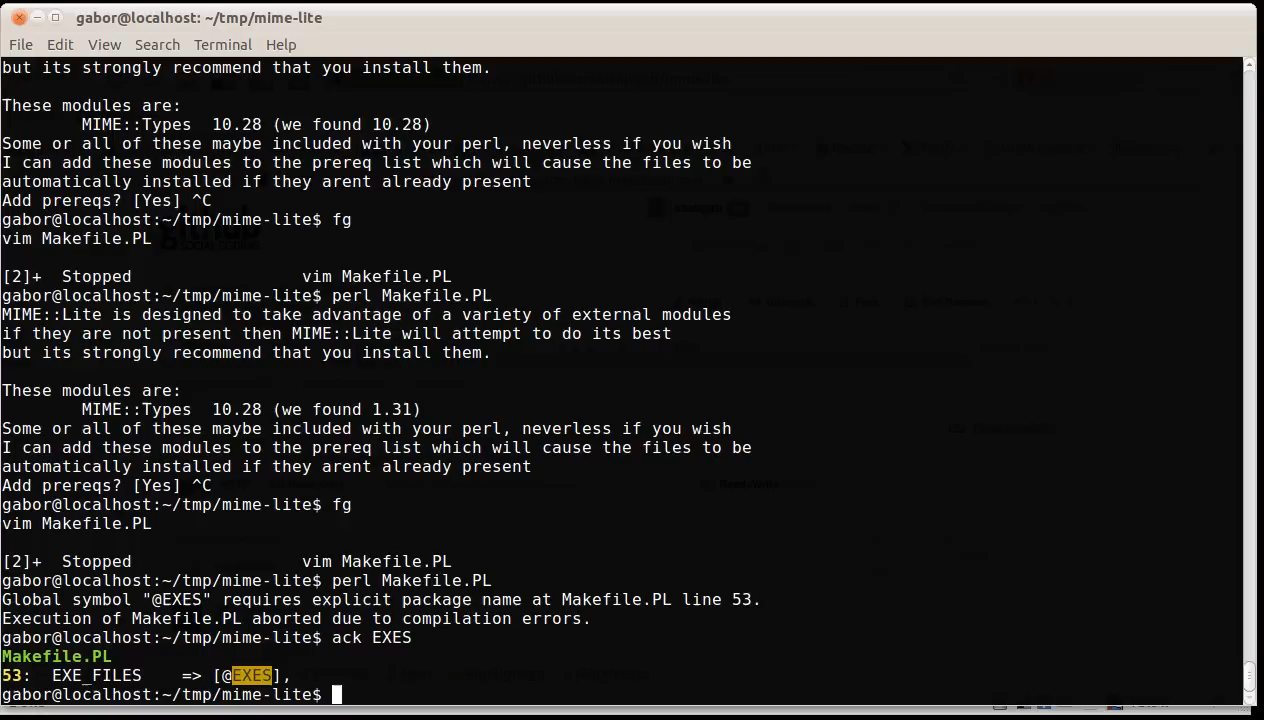 gabor@localhost: ~/tmp/mime-lite
File Edit View Search Terminal Help
but its strongly recommend that you install them.
These modules are:
MIME::Types 10.28 (we found 10.28)
Some or all of these maybe included with your perl, neverless if you wish
I can add these modules to the prereq list which will cause the files to be
automatically installed if they arent already present
Add prereqs? [Yes] ^C
gabor@localhost:~/tmp/mime-lite$ fg
vim Makefile.PL
[2]+ Stopped vim Makefile.PL
gabor@localhost:~/tmp/mime-lite$ perl Makefile.PL
MIME::Lite is designed to take advantage of a variety of external modules
if they are not present then MIME::Lite will attempt to do its best
but its strongly recommend that you install them.
These modules are:
MIME::Types 10.28 (we found 1.31)
Some or all of these maybe included with your perl, neverless if you wish
I can add these modules to the prereq list which will cause the files to be
automatically installed if they arent already present
Add prereqs? [Yes] ^C
gabor@localhost:~/tmp/mime-lite$ fg
vim Makefile.PL
[2]+ Stopped vim Makefile.PL
gabor@localhost:~/tmp/mime-lite$ perl Makefile.PL
Global symbol "@EXES" requires explicit package name at Makefile.PL line 53.
Execution of Makefile.PL aborted due to compilation errors.
gabor@localhost:~/tmp/mime-lite$ ack EXES
Makefile.PL
53: EXE_FILES => [@EXES],
gabor@localhost:~/tmp/mime-lite$